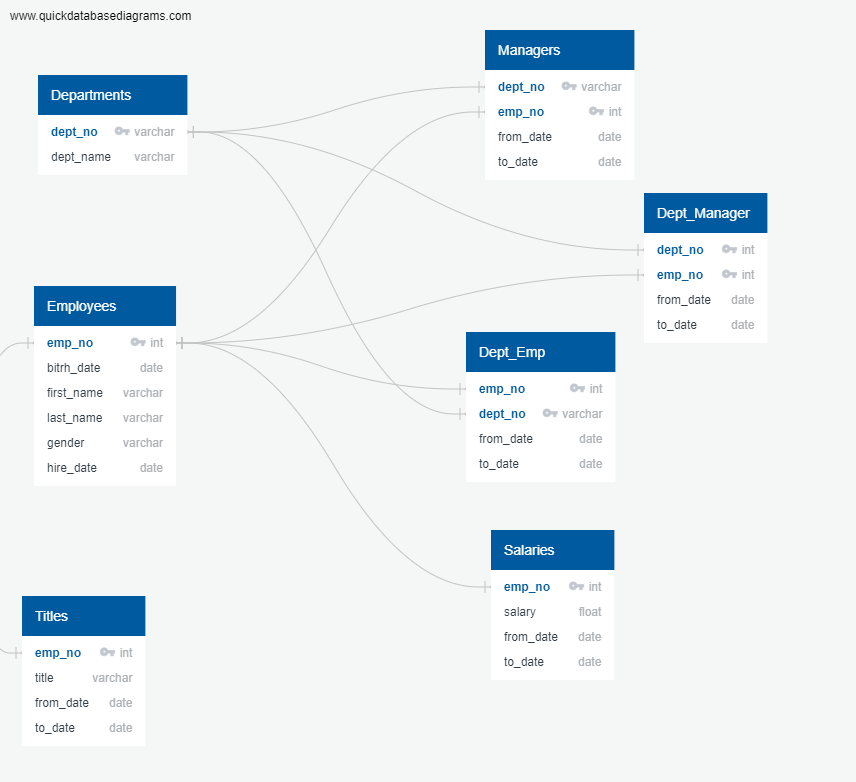 www.quickdatabasediagrams.com
Managers
dept_no varchar
emp_no int
from_date date
to_date date
Departments
dept_no varchar
dept_name varchar
Dept_Manager
dept_no int
emp_no int
from_date date
to_date date
Employees
emp_no int
bitrh_date date
first_name varchar
last_name varchar
gender varchar
hire_date date
Dept_Emp
emp_no int
dept_no varchar
from_date date
to_date date
Salaries
emp_no int
salary float
from_date date
to_date date
Titles
emp_no int
title varchar
from_date date
to_date date